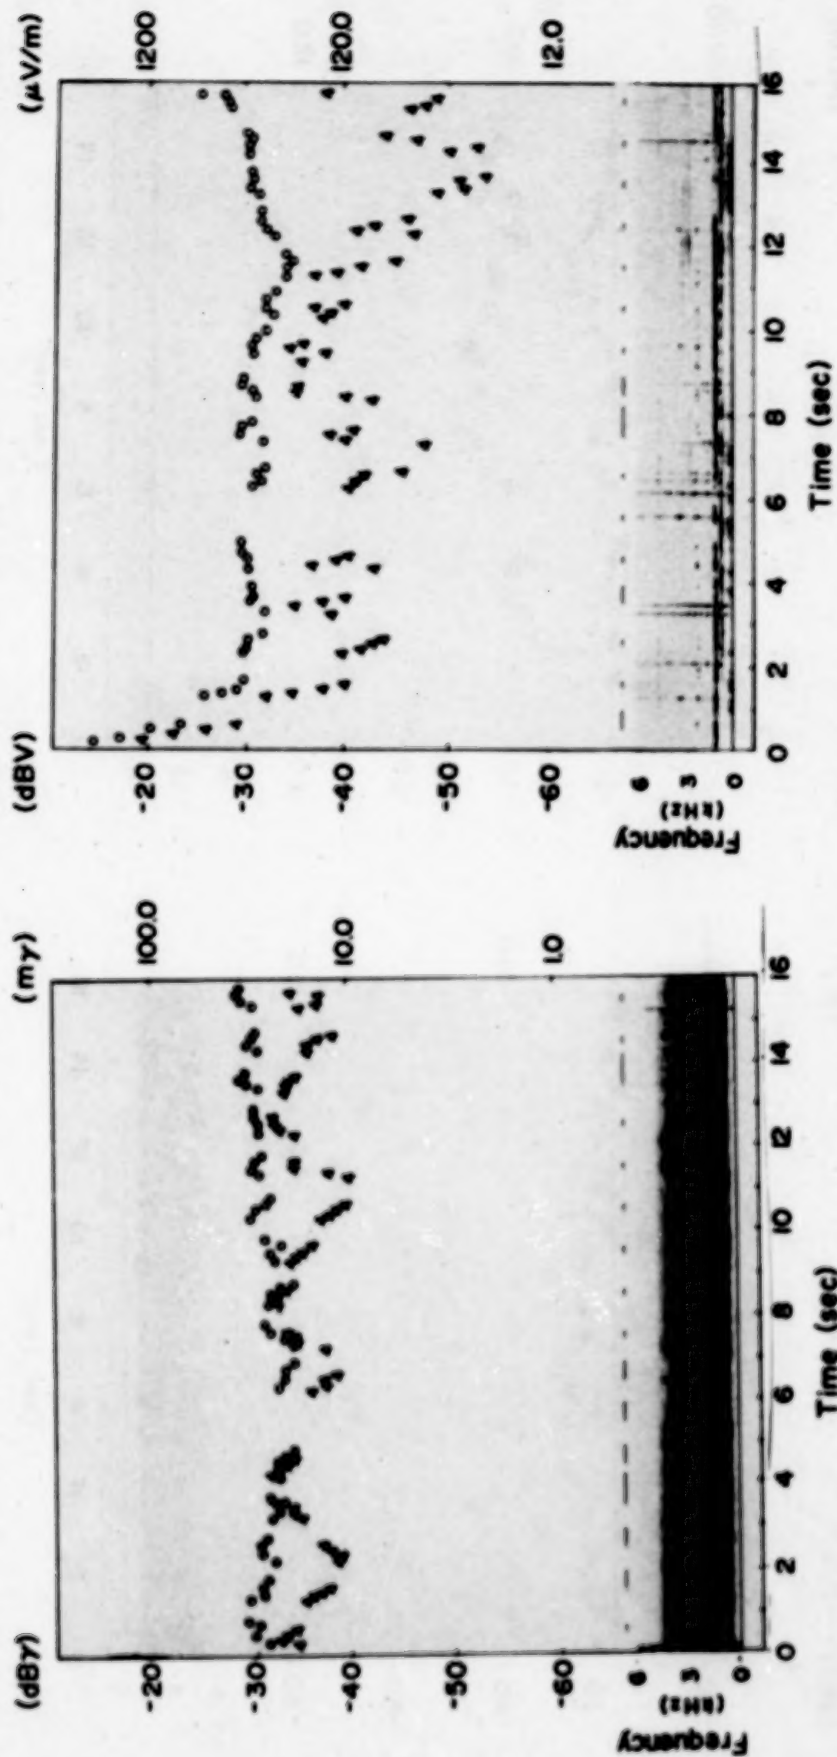 (dBγ)
(mγ)
-20
-30
-40
-50
-60
100.0
10.0
1.0
Frequency
(kHz)
6
3
0
0 2 4 6 8 10 12 14 16
Time (sec)
(dBV)
(μV/m)
-20
-30
-40
-50
-60
1200
120.0
12.0
Frequency
(kHz)
6
3
0
0 2 4 6 8 10 12 14 16
Time (sec)